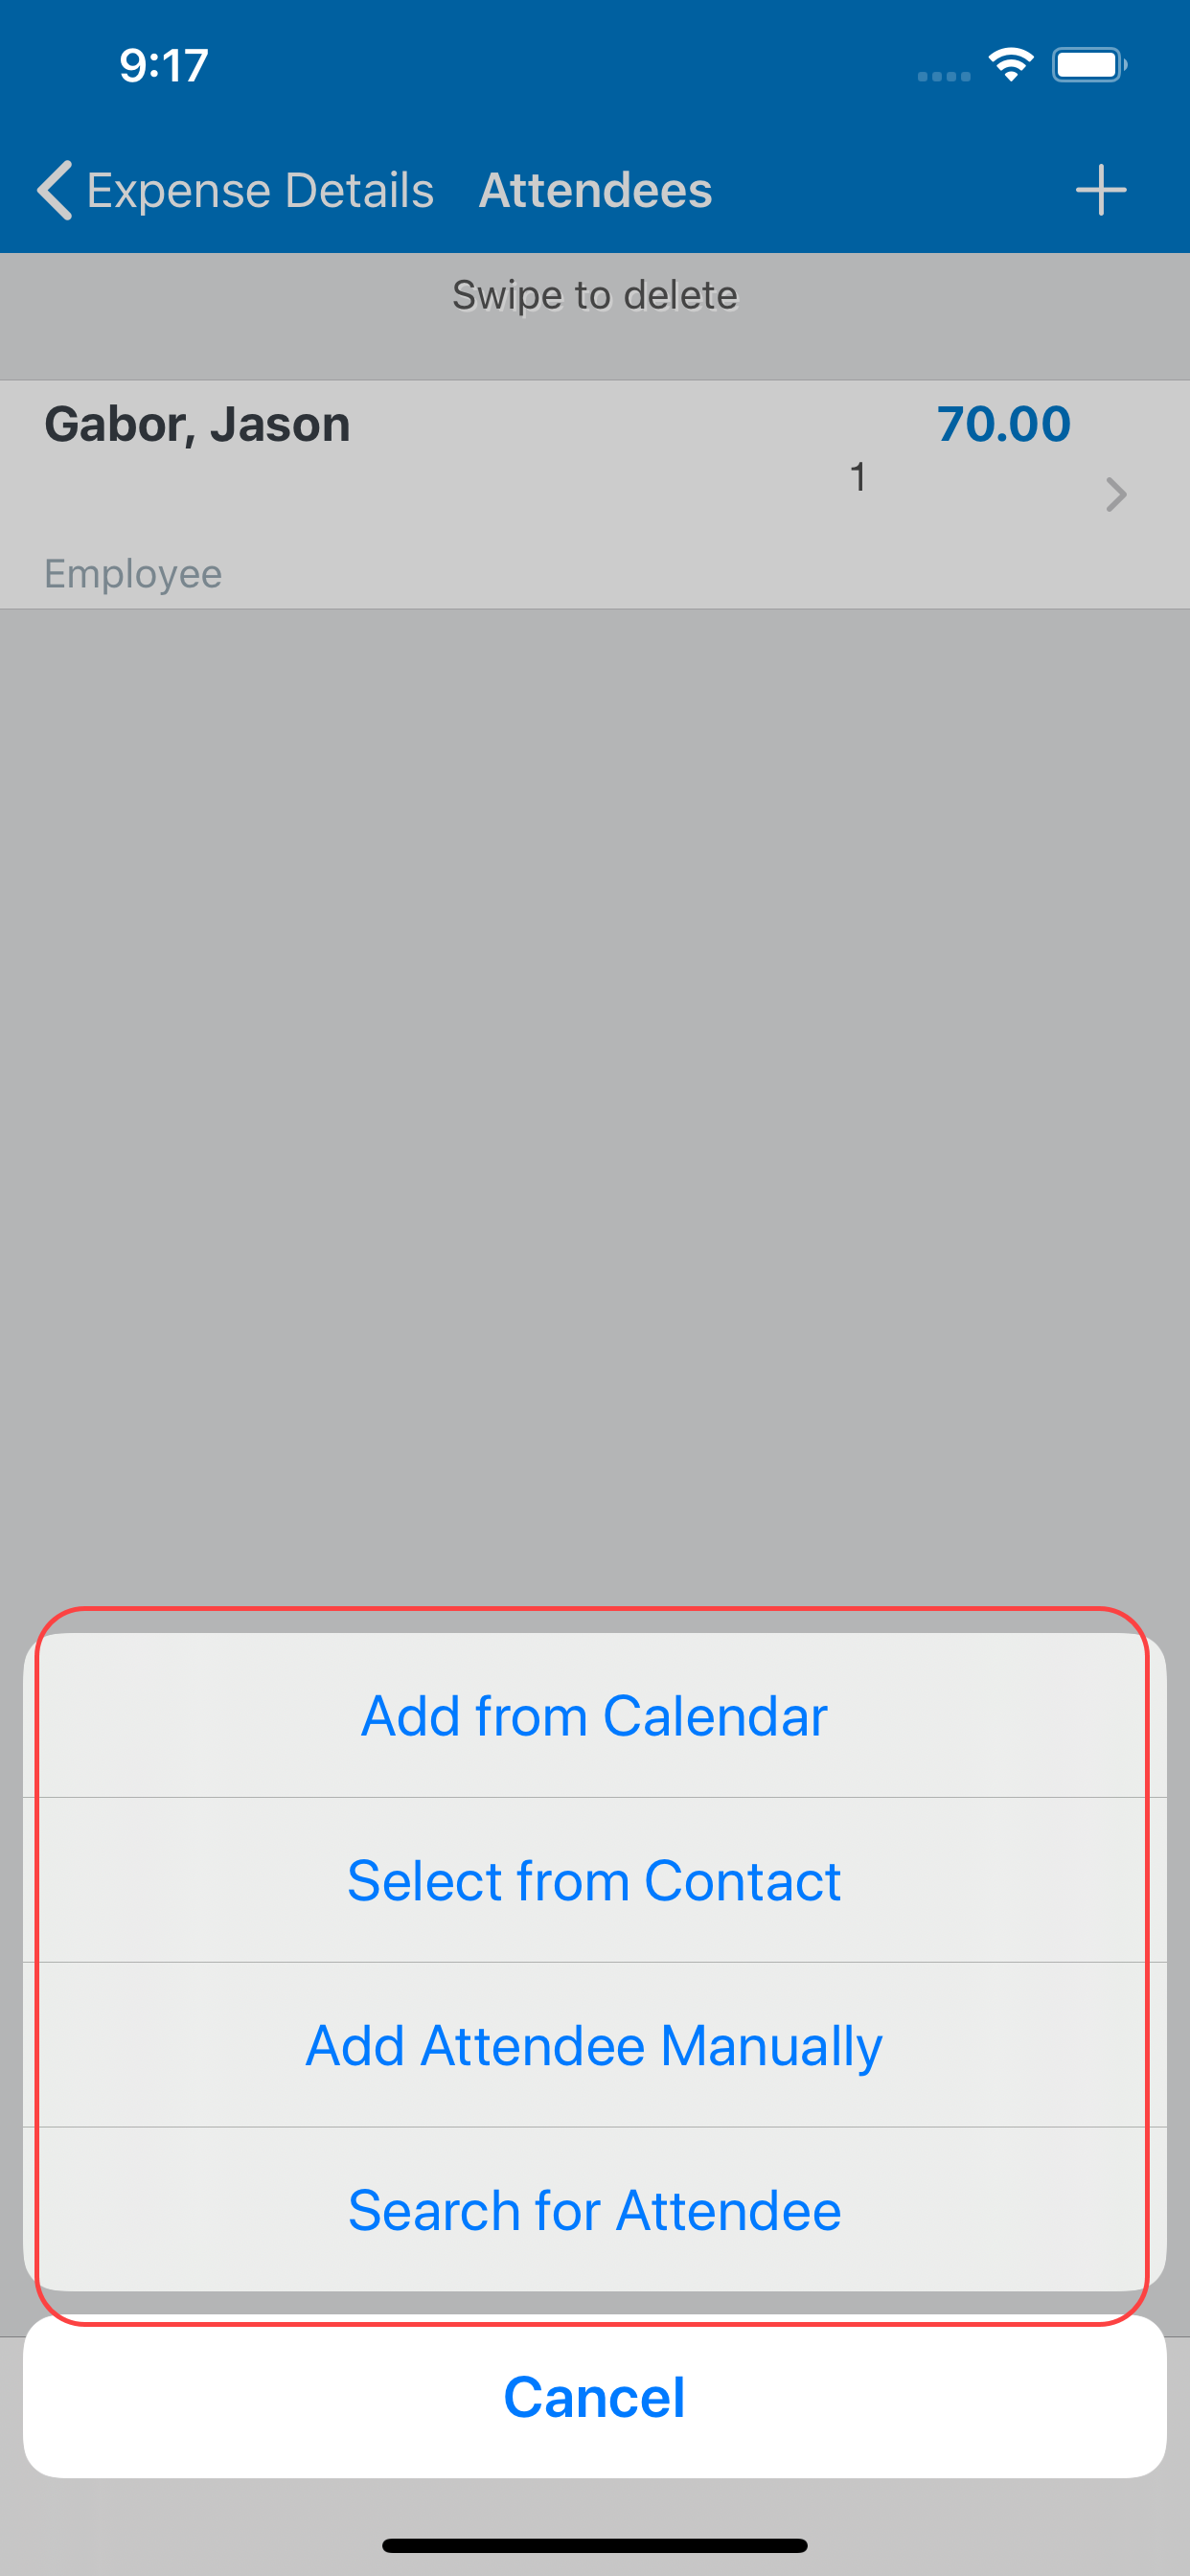 9:17
Expense Details Attendees
Swipe to delete
Gabor, Jason 70.00
1
Employee
Add from Calendar
Select from Contact
Add Attendee Manually
Search for Attendee
Cancel